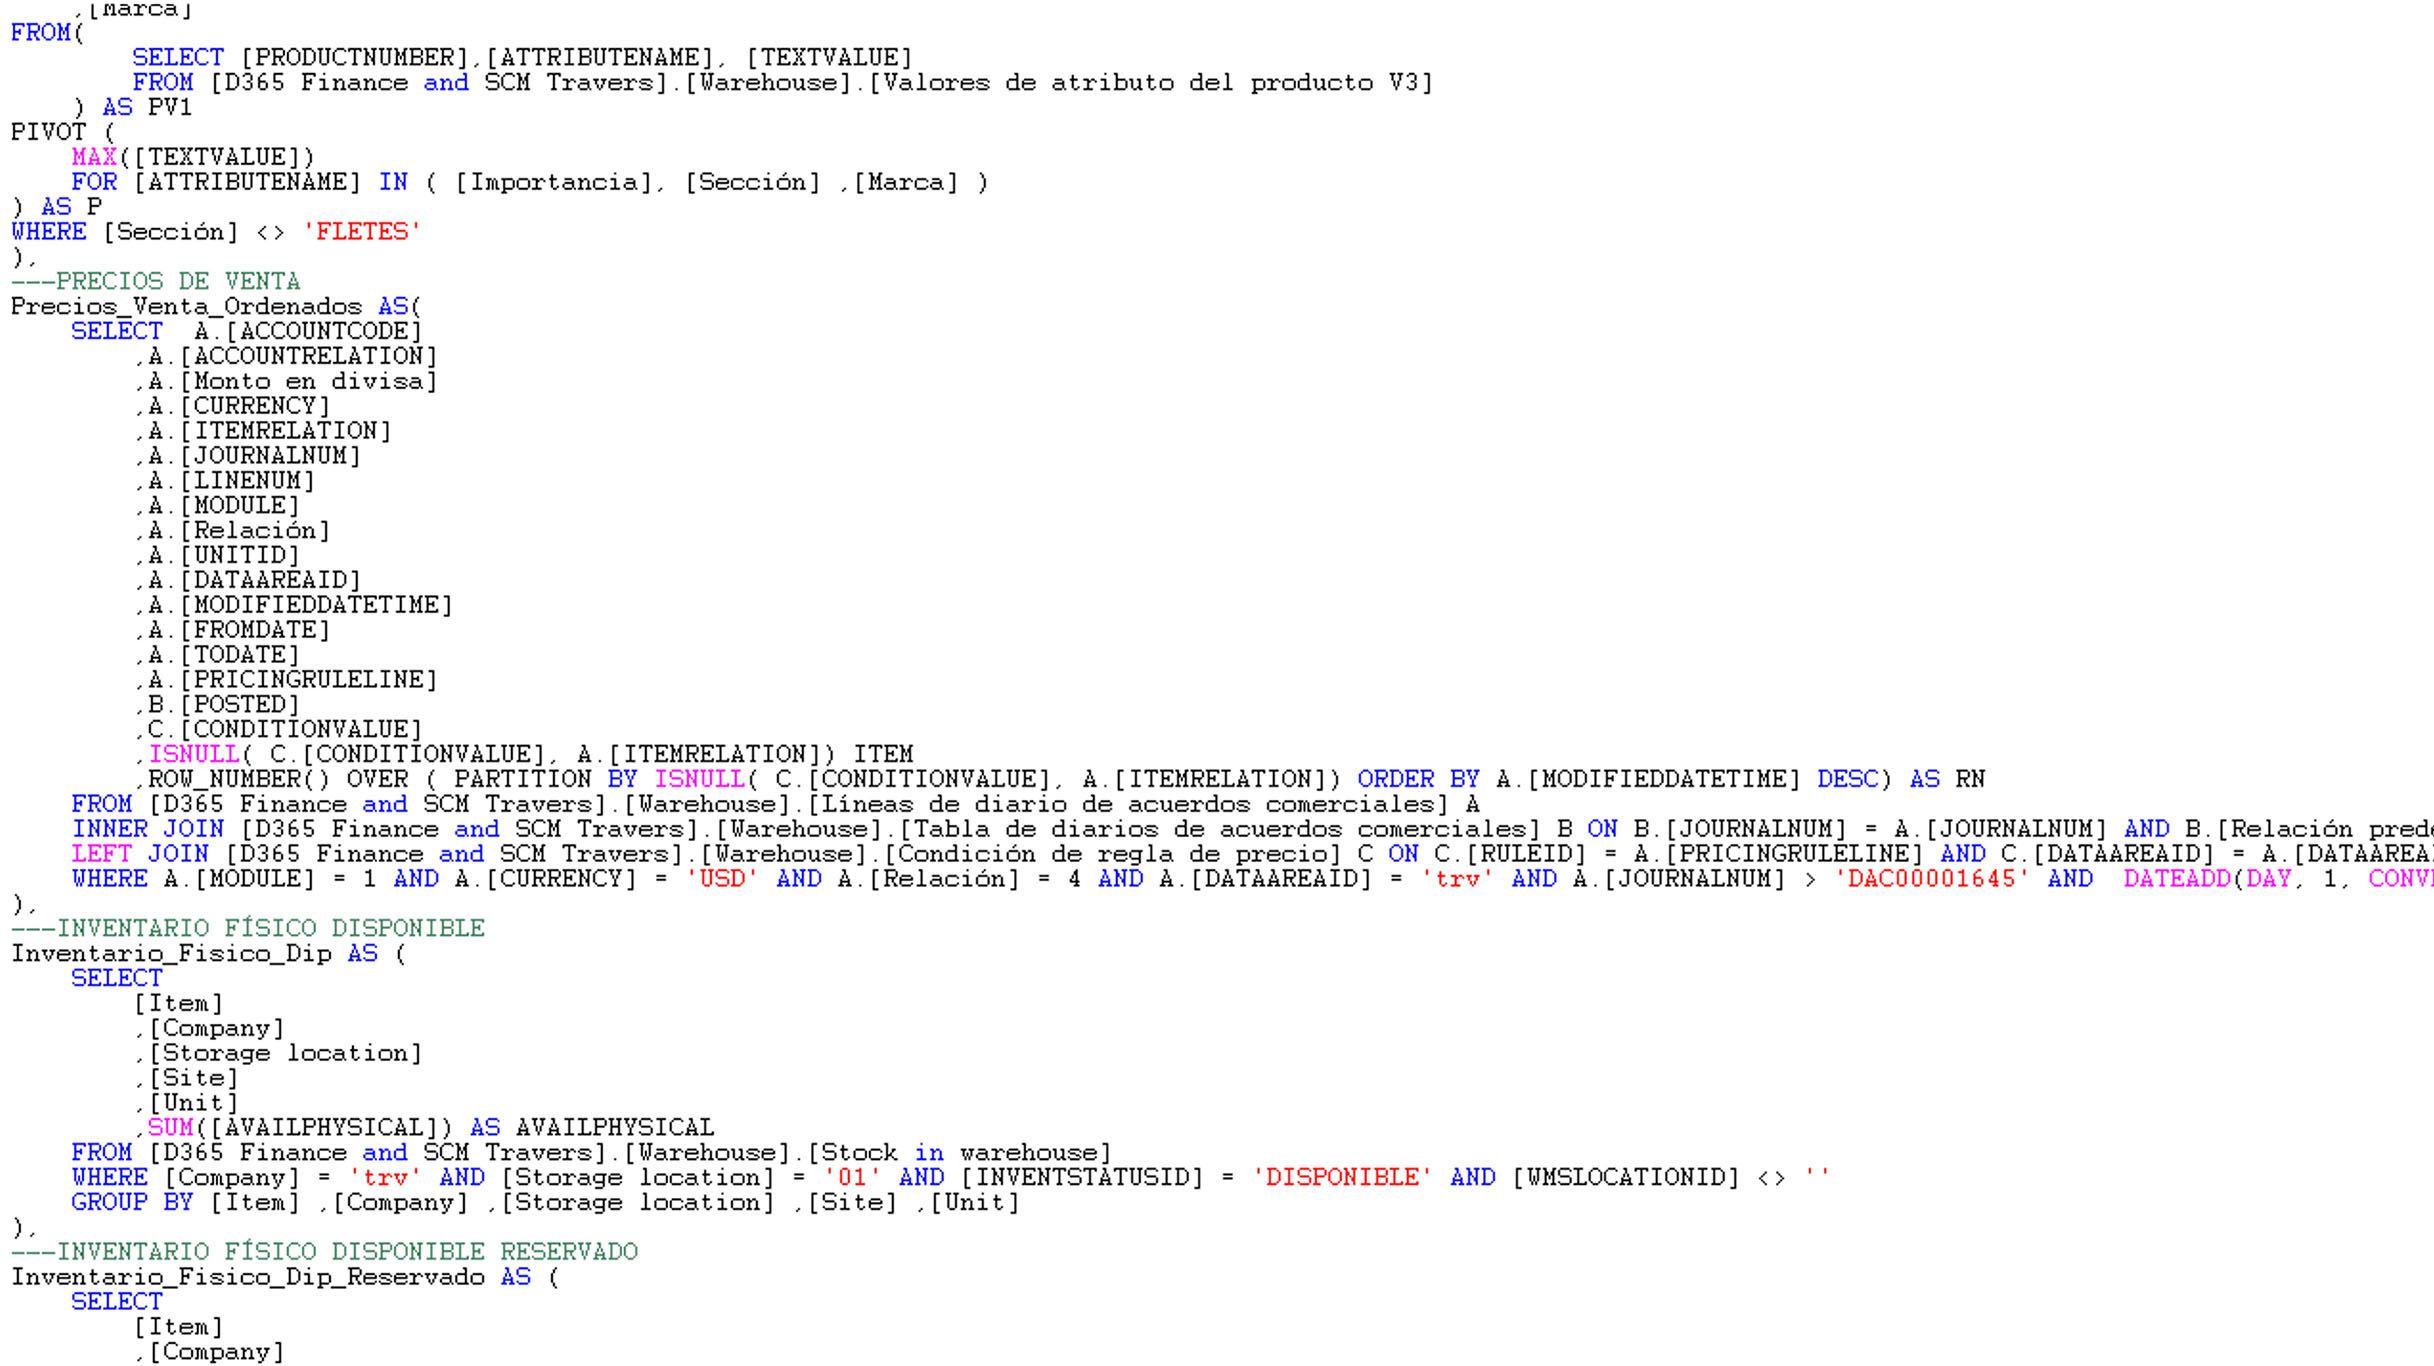 ,[Marca]
FROM(
SELECT [PRODUCTNUMBER],[ATTRIBUTENAME], [TEXTVALUE]
FROM [D365 Finance and SCM Travers].[Warehouse].[Valores de atributo del producto V3]
) AS PV1
PIVOT (
MAX([TEXTVALUE])
FOR [ATTRIBUTENAME] IN ( [Importancia], [Sección] ,[Marca] )
) AS P
WHERE [Sección] <> 'FLETES'
),
---PRECIOS DE VENTA
Precios_Venta_Ordenados AS(
SELECT  A.[ACCOUNTCODE]
,A.[ACCOUNTRELATION]
,A.[Monto en divisa]
,A.[CURRENCY]
,A.[ITEMRELATION]
,A.[JOURNALNUM]
,A.[LINENUM]
,A.[MODULE]
,A.[Relación]
,A.[UNITID]
,A.[DATAAREAID]
,A.[MODIFIEDDATETIME]
,A.[FROMDATE]
,A.[TODATE]
,A.[PRICINGRULELINE]
,B.[POSTED]
,C.[CONDITIONVALUE]
,ISNULL( C.[CONDITIONVALUE], A.[ITEMRELATION]) ITEM
,ROW_NUMBER() OVER ( PARTITION BY ISNULL( C.[CONDITIONVALUE], A.[ITEMRELATION]) ORDER BY A.[MODIFIEDDATETIME] DESC) AS RN
FROM [D365 Finance and SCM Travers].[Warehouse].[Líneas de diario de acuerdos comerciales] A
INNER JOIN [D365 Finance and SCM Travers].[Warehouse].[Tabla de diarios de acuerdos comerciales] B ON B.[JOURNALNUM] = A.[JOURNALNUM] AND B.[Relación prede
LEFT JOIN [D365 Finance and SCM Travers].[Warehouse].[Condición de regla de precio] C ON C.[RULEID] = A.[PRICINGRULELINE] AND C.[DATAAREAID] = A.[DATAAREA
WHERE A.[MODULE] = 1 AND A.[CURRENCY] = 'USD' AND A.[Relación] = 4 AND A.[DATAAREAID] = 'trv' AND A.[JOURNALNUM] > 'DAC00001645' AND  DATEADD(DAY, 1, CONV
),
---INVENTARIO FÍSICO DISPONIBLE
Inventario_Fisico_Dip AS (
SELECT
[Item]
,[Company]
,[Storage location]
,[Site]
,[Unit]
,SUM([AVAILPHYSICAL]) AS AVAILPHYSICAL
FROM [D365 Finance and SCM Travers].[Warehouse].[Stock in warehouse]
WHERE [Company] = 'trv' AND [Storage location] = '01' AND [INVENTSTATUSID] = 'DISPONIBLE' AND [WMSLOCATIONID] <> ''
GROUP BY [Item] ,[Company] ,[Storage location] ,[Site] ,[Unit]
),
---INVENTARIO FÍSICO DISPONIBLE RESERVADO
Inventario_Fisico_Dip_Reservado AS (
SELECT
[Item]
,[Company]